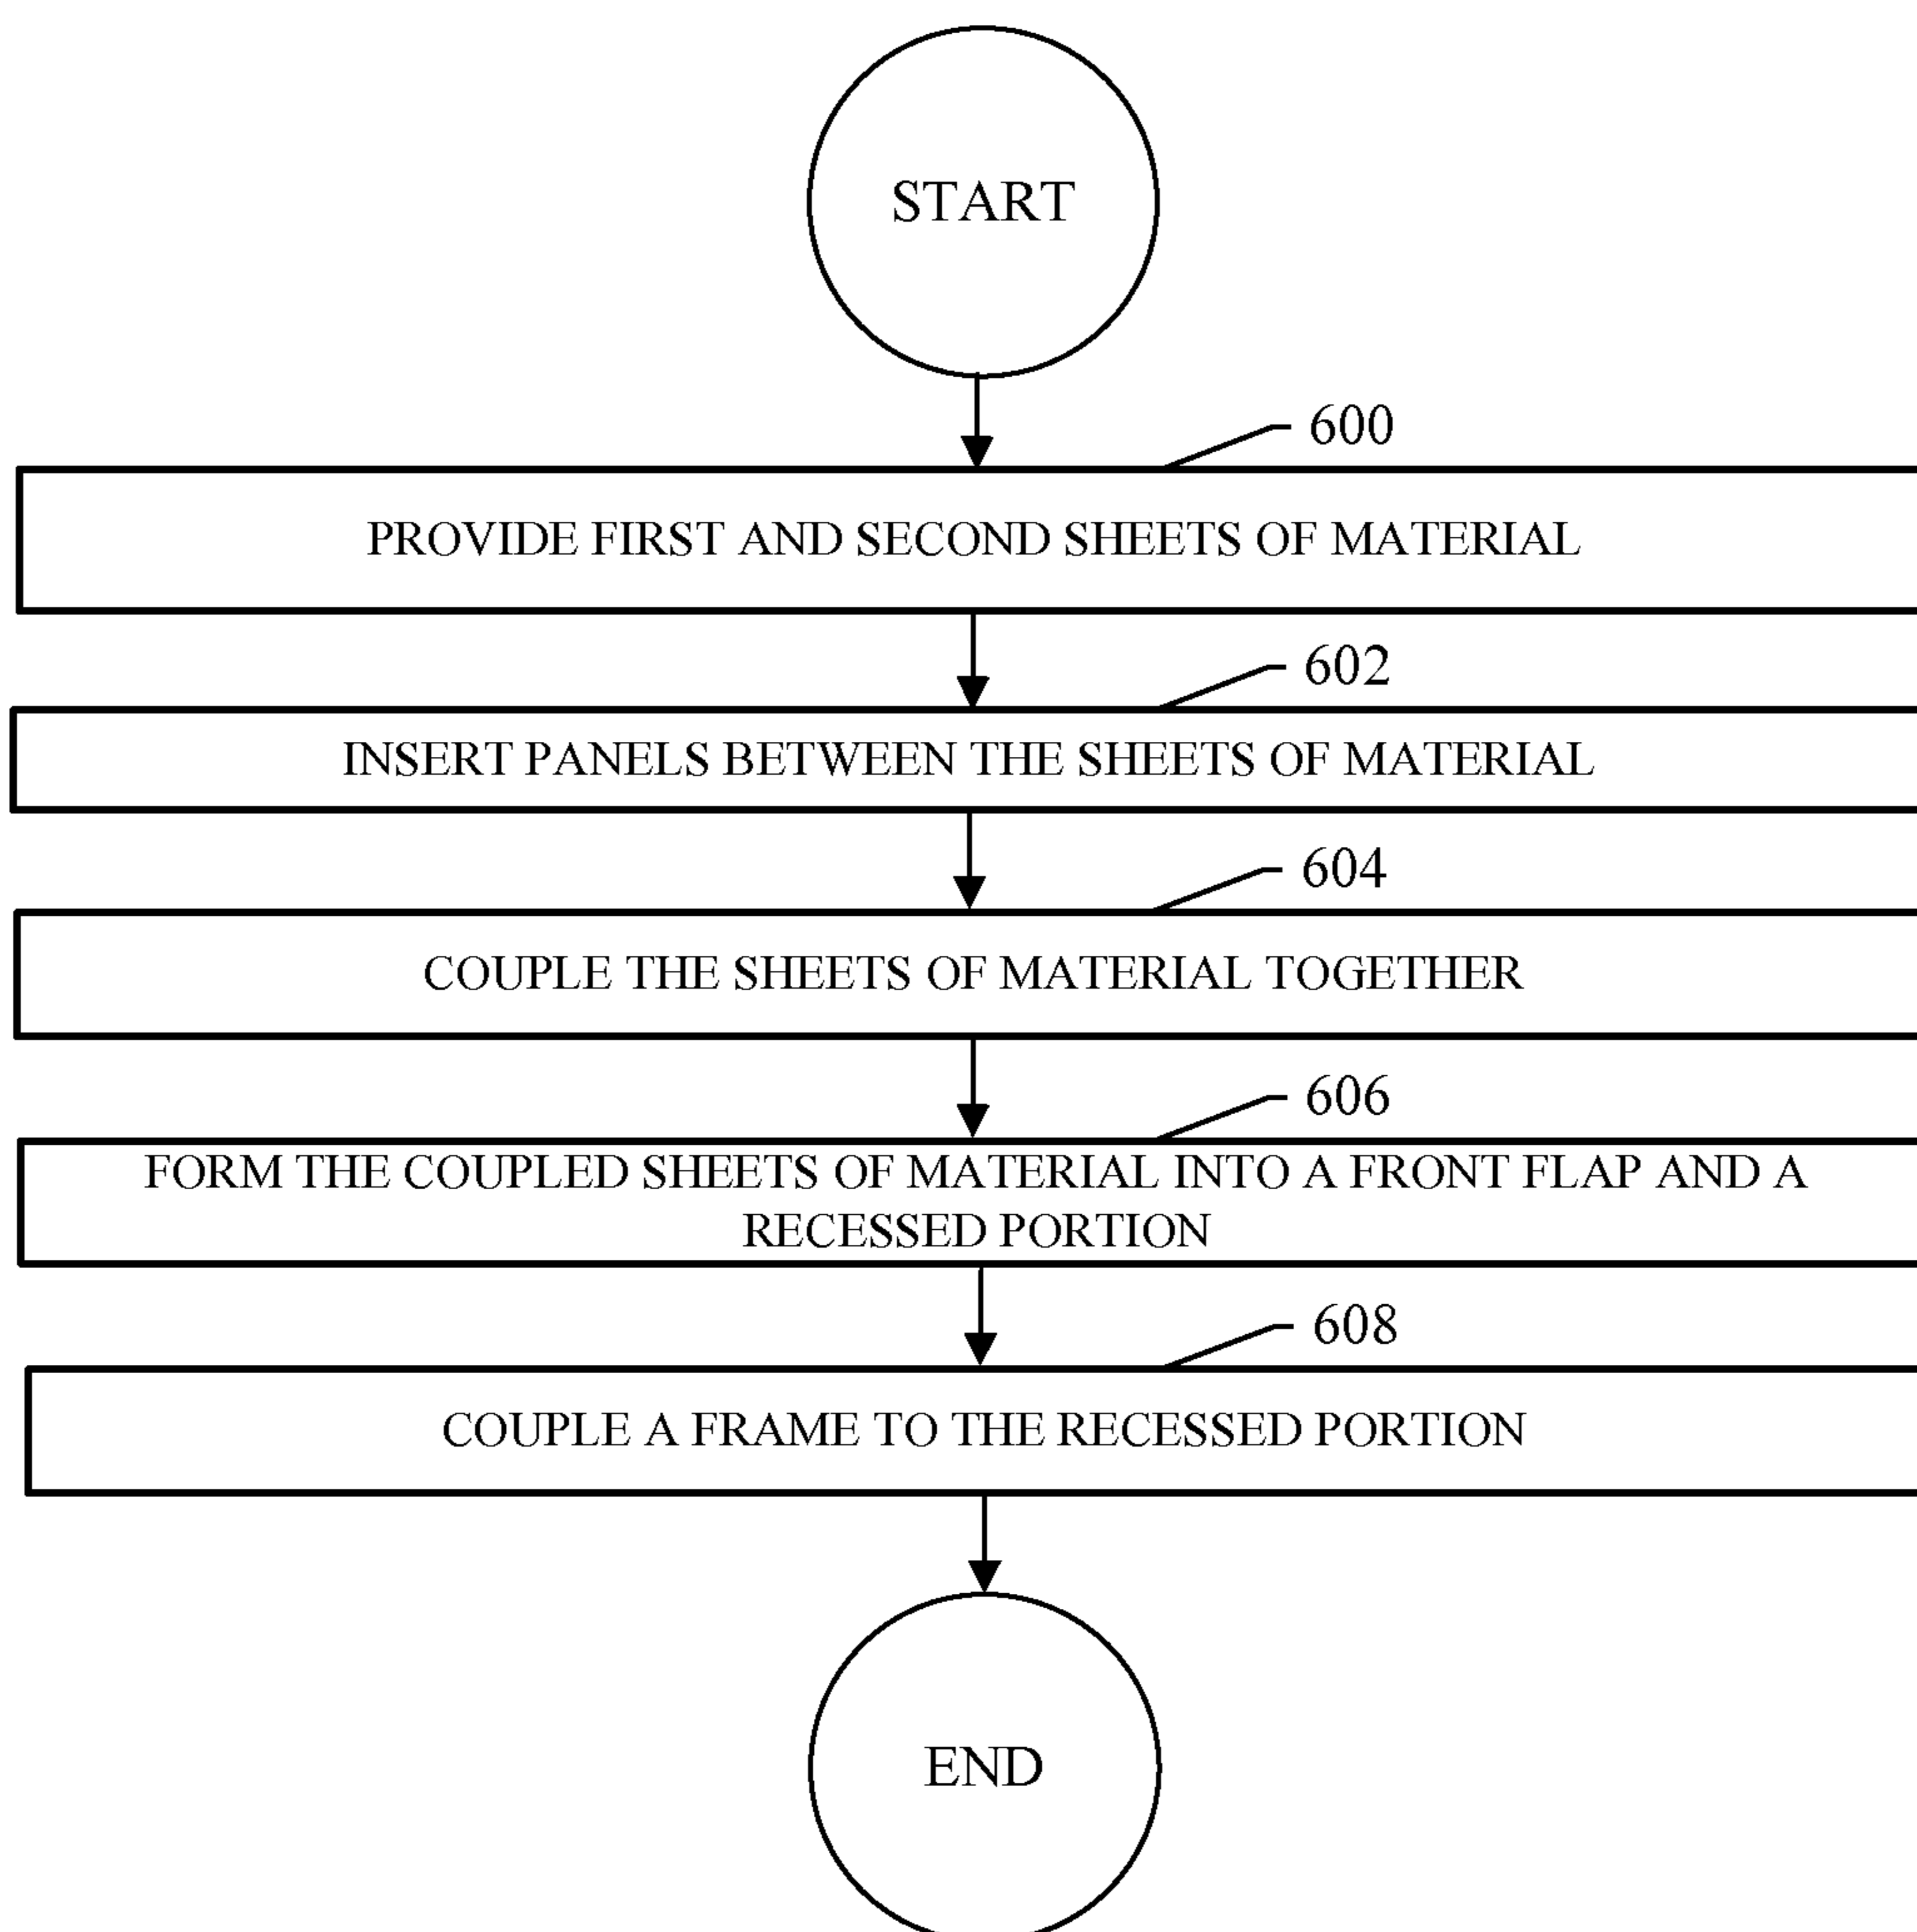 START
600
PROVIDE FIRST AND SECOND SHEETS OF MATERIAL
602
INSERT PANELS BETWEEN THE SHEETS OF MATERIAL
604
COUPLE THE SHEETS OF MATERIAL TOGETHER
606
FORM THE COUPLED SHEETS OF MATERIAL INTO A FRONT FLAP AND A
RECESSED PORTION
608
COUPLE A FRAME TO THE RECESSED PORTION
END